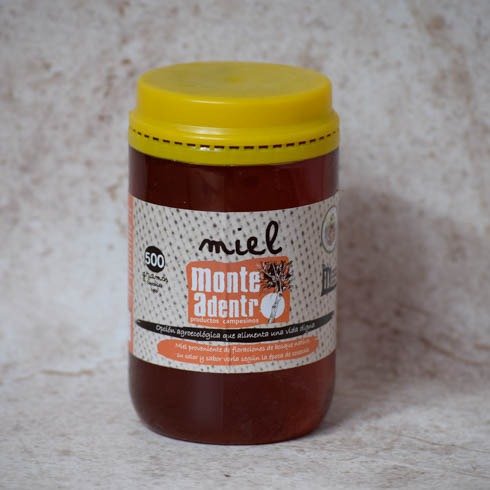 miel
500
gramos
Monte
adentro
productos campesinos
Opción agroecológica que alimenta una vida digna
Miel proveniente de floraciones de bosque nativo,
su color y sabor varía según la época de cosecha